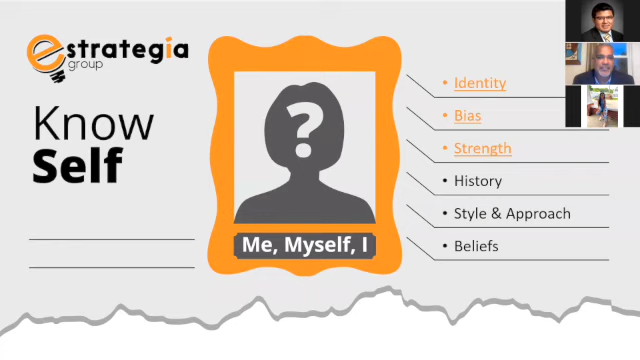 estrategia
group
Know
Self
?
Me, Myself, I
• Identity
• Bias
• Strength
• History
• Style & Approach
• Beliefs